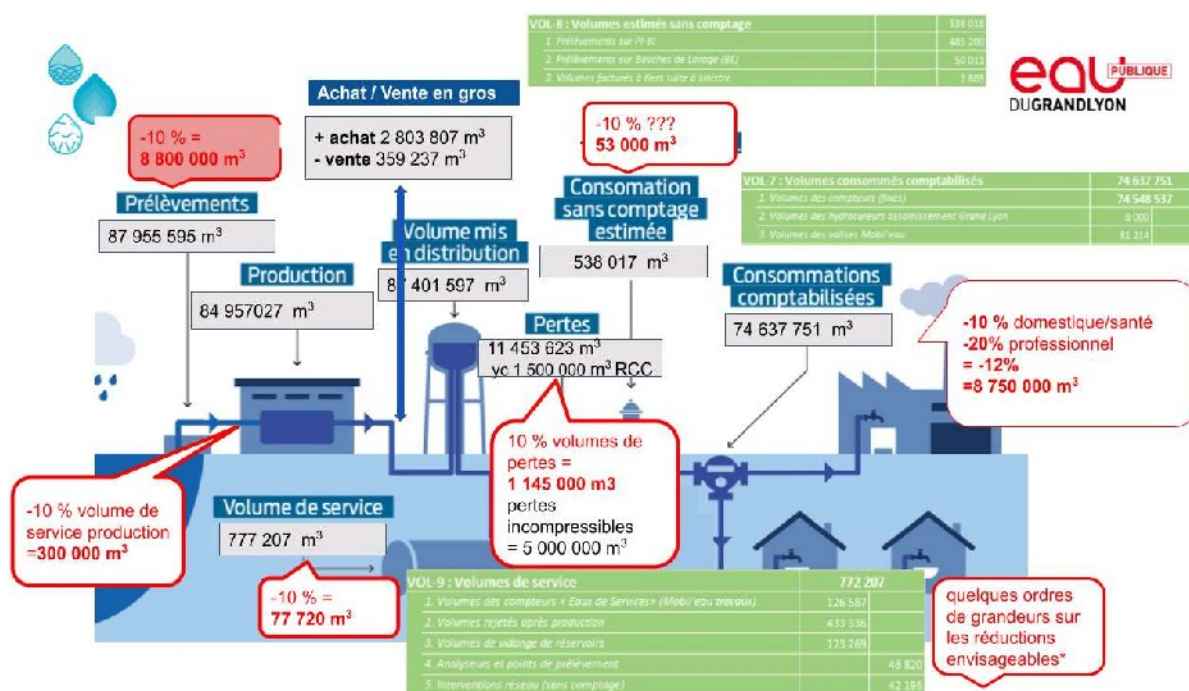 VOL-8 : Volumes estimés sans comptage 538 016
1. Prélèvements sur PI-BI
2. Prélèvements sur Bouches de Lavage (BL) 50 011
3. Volumes facturés à tiers suite à sinistre 1 805
eau PUBLIQUE
DUGRANDLYON
Achat / Vente en gros
+ achat 2 803 807 m³
- vente 359 237 m³
-10 % =
8 800 000 m³
-10 % ???
53 000 m³
Prélèvements
87 955 595 m³
Consomation
sans comptage
estimée
538 017 m³
VOL-7 : Volumes consommés comptabilisés 74 637 751
1. Volumes des compteurs (fixes) 74 548 537
2. Volumes des hydrocureurs assainissement Grand Lyon 8 000
3. Volumes des valises Mobil'eau 81 214
Volume mis
en distribution
87 401 597 m³
Production
84 957027 m³
Consommations
comptabilisées
74 637 751 m³
Pertes
11 453 623 m³
yc 1 500 000 m³ RCC
-10 % domestique/santé
-20% professionnel
= -12%
=8 750 000 m³
10 % volumes de
pertes =
1 145 000 m3
pertes
incompressibles
= 5 000 000 m³
-10 % volume de
service production
=300 000 m³
Volume de service
777 207 m³
-10 % =
77 720 m³
VOL-9 : Volumes de service 772 207
1. Volumes des compteurs « Eaux de Services» (Mobil'eau travaux) 126 587
2. Volumes rejetés après production 433 336
3. Volumes de vidange de réservoirs 123 269
4. Analyseurs et points de prélèvement 46 820
5. Interventions réseau (sans comptage) 42 195
quelques ordres
de grandeurs sur
les réductions
envisageables*